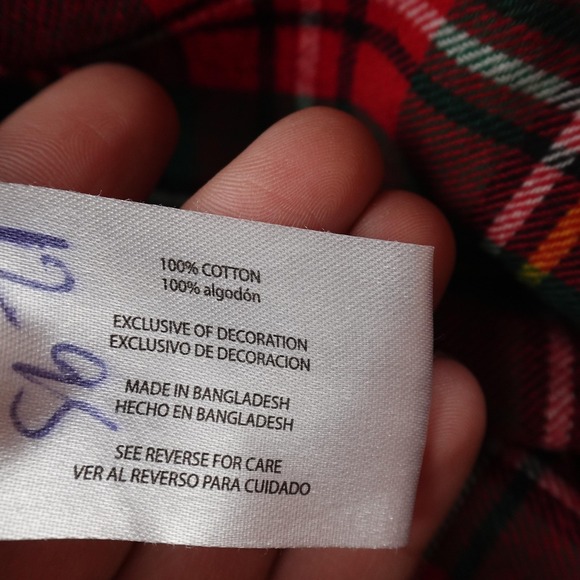 100% COTTON
100% algodón
EXCLUSIVE OF DECORATION
EXCLUSIVO DE DECORACION
MADE IN BANGLADESH
HECHO EN BANGLADESH
SEE REVERSE FOR CARE
VER AL REVERSO PARA CUIDADO